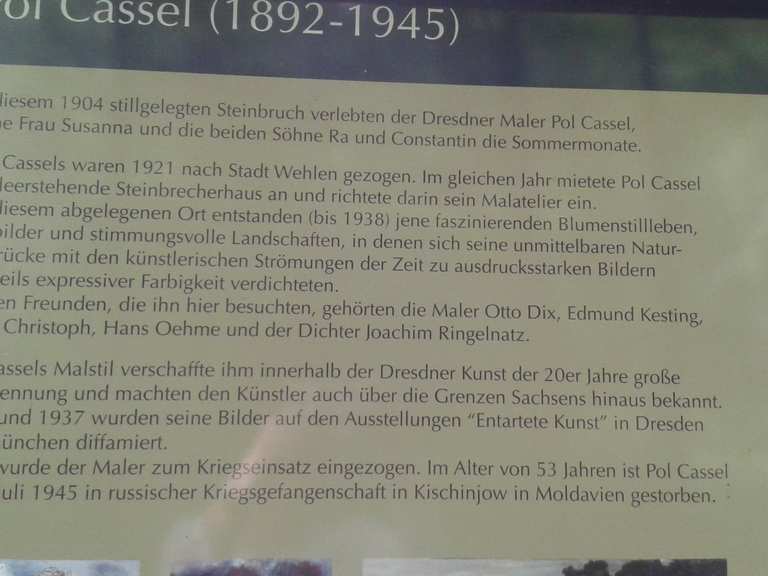 ol Cassel (1892-1945)
diesem 1904 stillgelegten Steinbruch verlebten der Dresdner Maler Pol Cassel,
ne Frau Susanna und die beiden Söhne Ra und Constantin die Sommermonate.
Cassels waren 1921 nach Stadt Wehlen gezogen. Im gleichen Jahr mietete Pol Cassel
leerstehende Steinbrecherhaus an und richtete darin sein Malatelier ein.
diesem abgelegenen Ort entstanden (bis 1938) jene faszinierenden Blumenstillleben,
bilder und stimmungsvolle Landschaften, in denen sich seine unmittelbaren Natur-
rücke mit den künstlerischen Strömungen der Zeit zu ausdrucksstarken Bildern
eils expressiver Farbigkeit verdichteten.
en Freunden, die ihn hier besuchten, gehörten die Maler Otto Dix, Edmund Kesting,
Christoph, Hans Oehme und der Dichter Joachim Ringelnatz.
assels Malstil verschaffte ihm innerhalb der Dresdner Kunst der 20er Jahre große
ennung und machten den Künstler auch über die Grenzen Sachsens hinaus bekannt.
und 1937 wurden seine Bilder auf den Ausstellungen “Entartete Kunst” in Dresden
ünchen diffamiert.
wurde der Maler zum Kriegseinsatz eingezogen. Im Alter von 53 Jahren ist Pol Cassel
uli 1945 in russischer Kriegsgefangenschaft in Kischinjow in Moldavien gestorben.